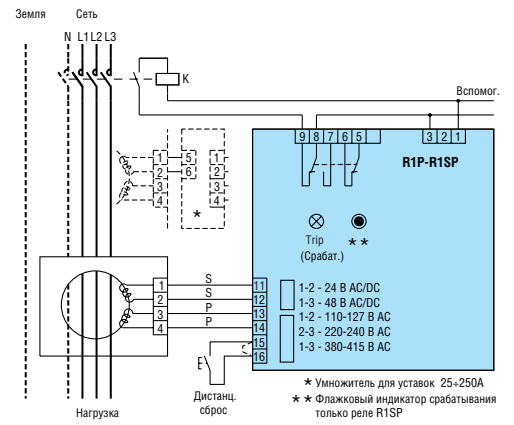 Земля
Сеть
N L1 L2 L3
K
Вспомог.
9 8 7 6 5
3 2 1
R1P-R1SP
1 5 1
2 6 2
3 3
4 4
*
Trip
(Срабат.)
* *
1 S 11
2 S 12
3 P 13
4 P 14
15
16
1-2 - 24 В AC/DC
1-3 - 48 В AC/DC
1-2 - 110-127 В AC
2-3 - 220-240 В AC
1-3 - 380-415 В AC
* Умножитель для уставок 25÷250А
* * Флажковый индикатор срабатывания
только реле R1SP
Дистанц.
сброс
Нагрузка